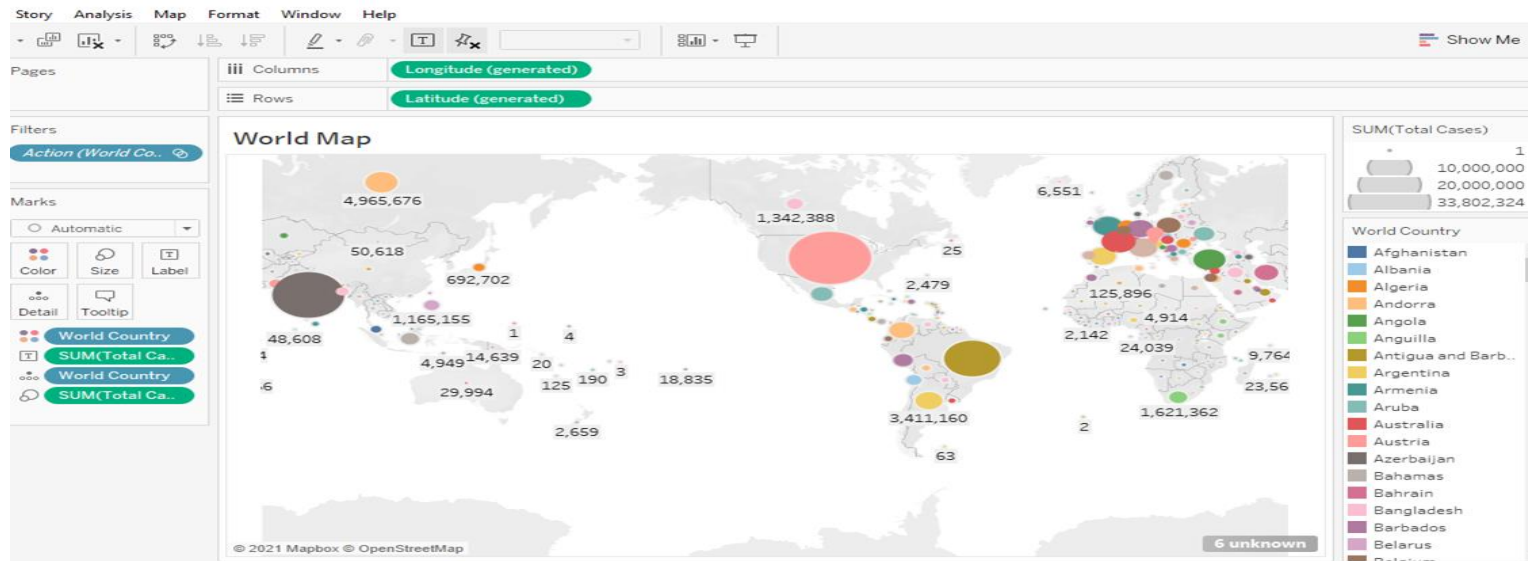 Story Analysis Map Format Window Help
Show Me
Pages
Columns
Longitude (generated)
Rows
Latitude (generated)
Filters
Action (World Co..
Marks
Automatic
Color
Size
Label
Detail
Tooltip
World Country
SUM(Total Ca..
World Country
SUM(Total Ca..
World Map
4,965,676
6,551
1,342,388
50,618
25
692,702
2,479
125,896
1,165,155
48,608
1
4
4,914
2,142
24,039
4
4,949
14,639
20
9,764
125
190
3
18,835
29,994
23,56
3,411,160
1,621,362
2
2,659
63
© 2021 Mapbox © OpenStreetMap
6 unknown
SUM(Total Cases)
1
10,000,000
20,000,000
33,802,324
World Country
Afghanistan
Albania
Algeria
Andorra
Angola
Anguilla
Antigua and Barb..
Argentina
Armenia
Aruba
Australia
Austria
Azerbaijan
Bahamas
Bahrain
Bangladesh
Barbados
Belarus